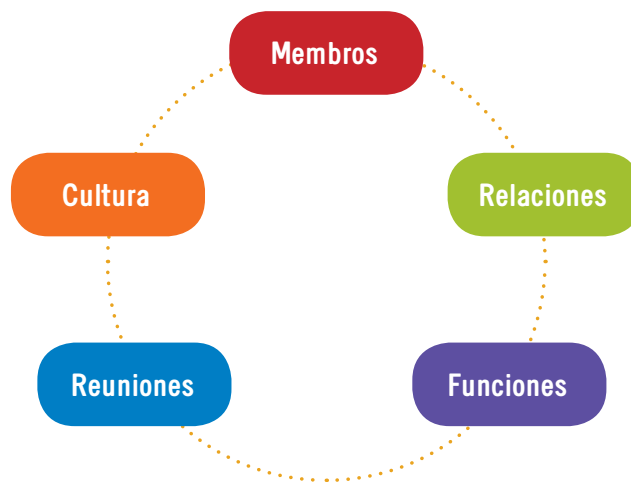 Membros
Cultura
Relaciones
Reuniones
Funciones